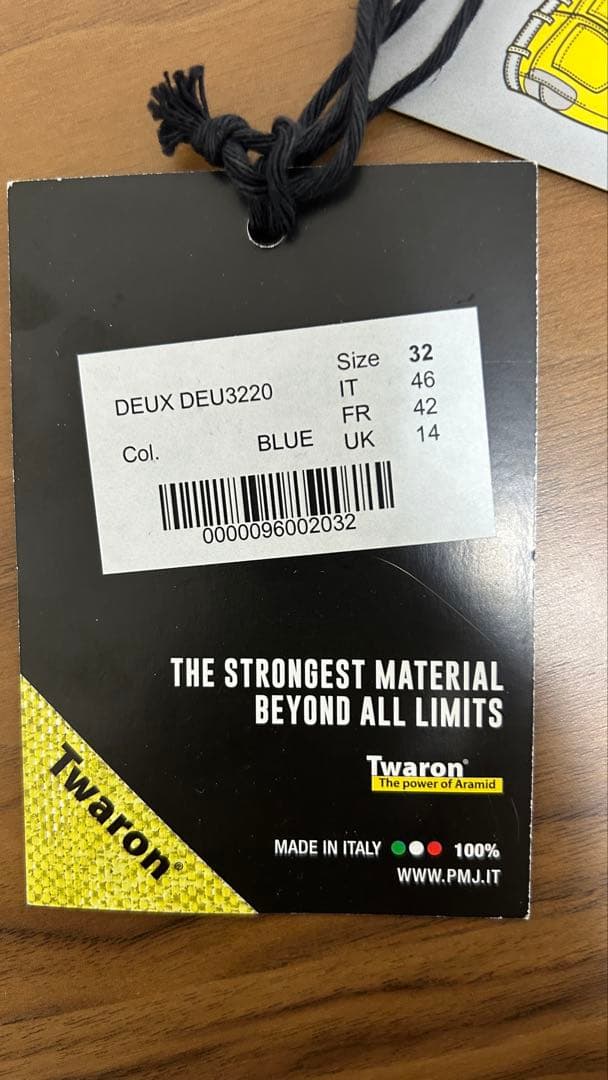 DEUX DEU3220
Col. BLUE
Size 32
IT 46
FR 42
UK 14
0000096002032
THE STRONGEST MATERIAL
BEYOND ALL LIMITS
Twaron®
The power of Aramid
Twaron®
MADE IN ITALY 100%
WWW.PMJ.IT